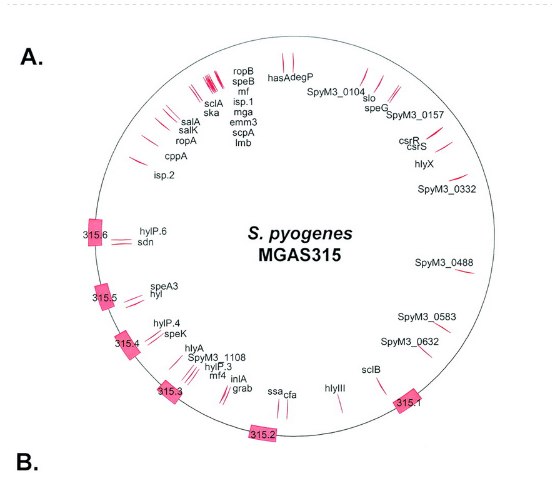 A.
hasA
degP
SpyM3_0104
slo
speG
SpyM3_0157
csrR
csrS
hlyX
SpyM3_0332
SpyM3_0488
SpyM3_0583
SpyM3_0632
sclB
315.1
hlyIII
cfa
ssa
315.2
grab
inlA
mf4
hylP.3
SpyM3_1108
hlyA
315.3
speK
hylP.4
315.4
hyl
speA3
315.5
sdn
hylP.6
315.6
isp.2
cppA
ropA
salK
salA
ska
sclA
ropB
speB
mf
isp.1
mga
emm3
scpA
lmb
S. pyogenes
MGAS315
B.